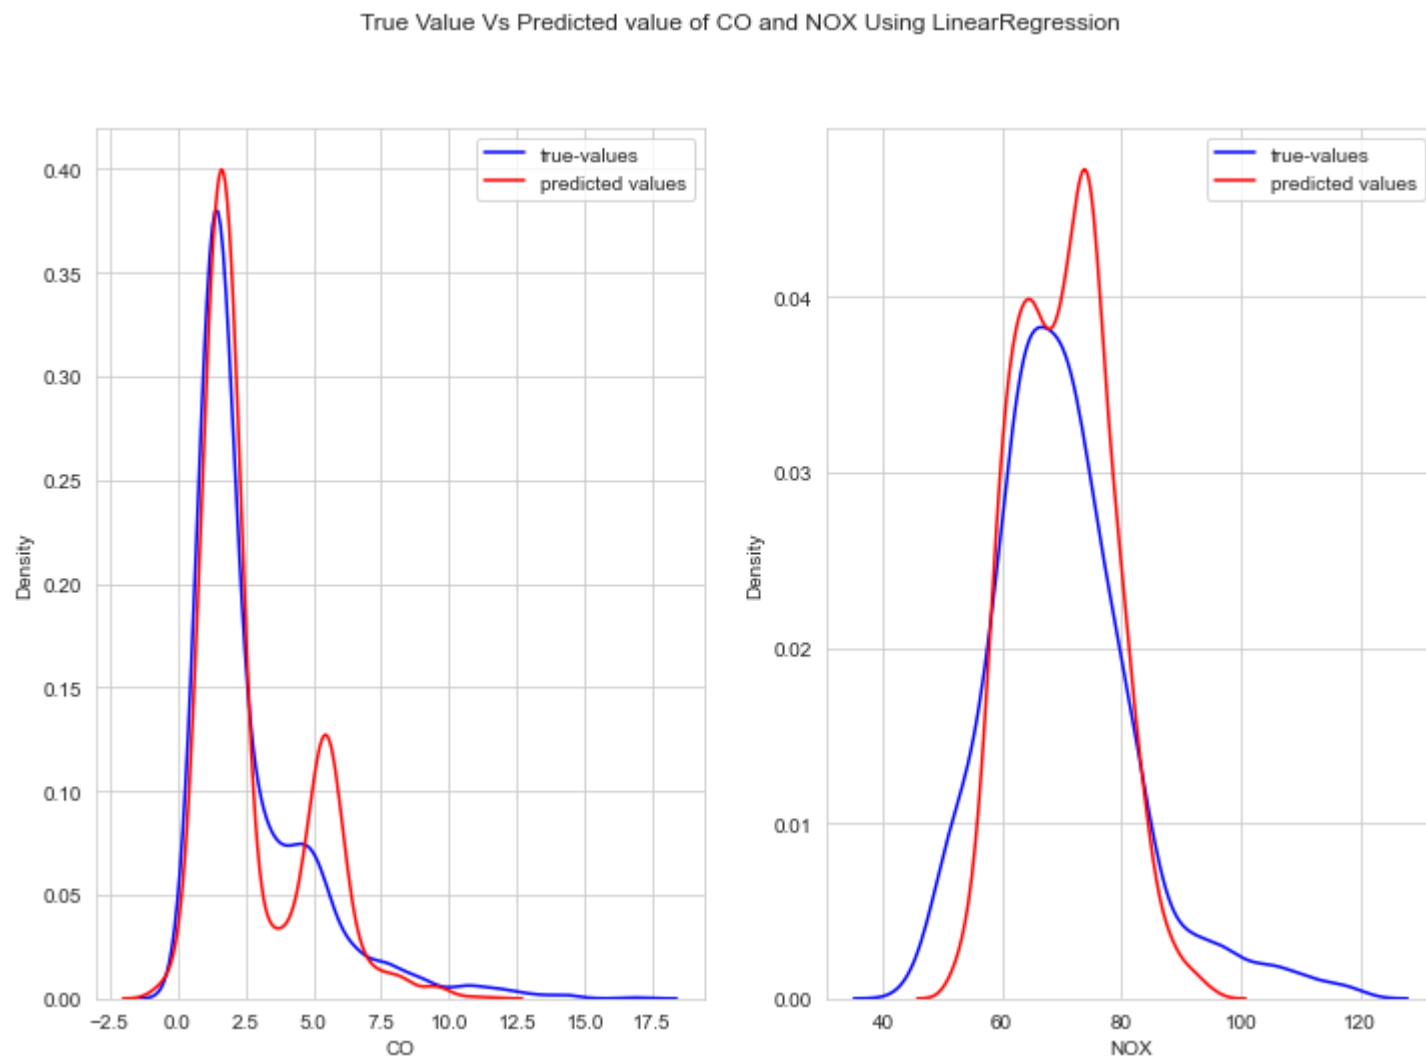 True Value Vs Predicted value of CO and NOX Using LinearRegression
true-values
predicted values
0.40
0.35
0.30
0.25
0.20
0.15
0.10
0.05
0.00
Density
−2.5 0.0 2.5 5.0 7.5 10.0 12.5 15.0 17.5
CO
true-values
predicted values
0.04
0.03
0.02
0.01
0.00
Density
40 60 80 100 120
NOX